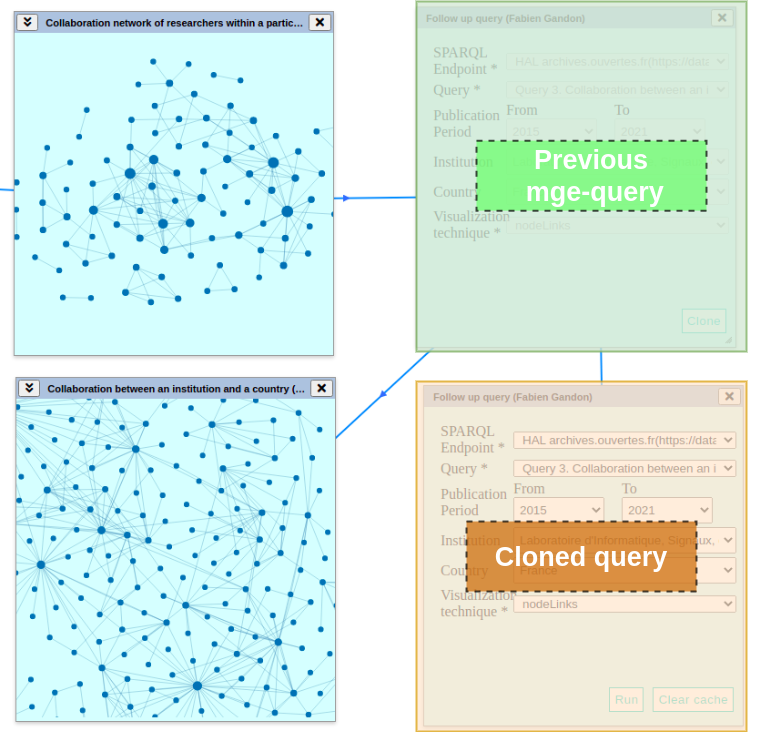 Collaboration network of researchers within a partic...
Follow up query (Fabien Gandon)
SPARQL
Endpoint *
HAL archives.ouvertes.fr(https://data
Query *
Query 3. Collaboration between an i
Publication
Period
From
To
2015
2021
Institution
Previous
mge-query
Country
Visualization
technique *
nodeLinks
Clone
Collaboration between an institution and a country (...
Follow up query (Fabien Gandon)
SPARQL
Endpoint *
HAL archives.ouvertes.fr(https://data
Query *
Query 3. Collaboration between an i
Publication
Period
From
To
2015
2021
Institution
Laboratoire d'Informatique, Signaux,
Cloned query
Country
France
Visualization
technique *
nodeLinks
Run
Clear cache